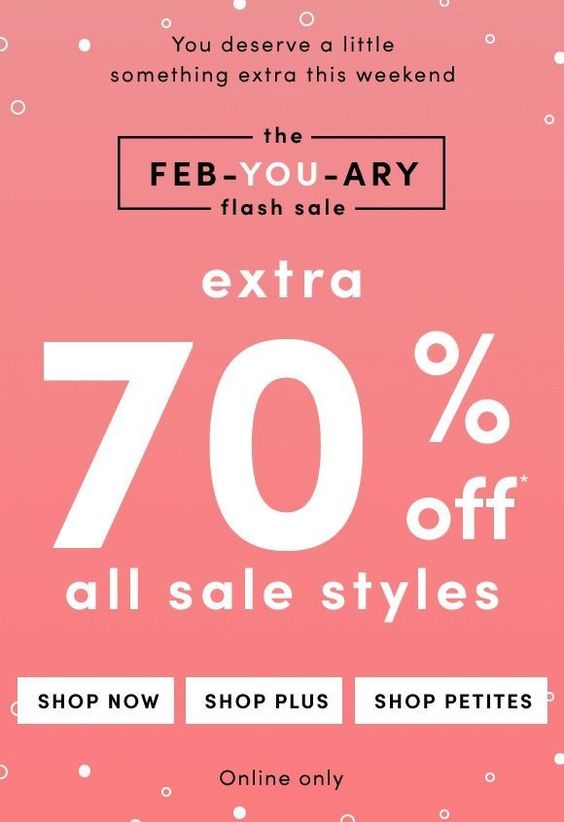 You deserve a little
something extra this weekend
the
FEB-YOU-ARY
flash sale
extra
70%
off*
all sale styles
SHOP NOW
SHOP PLUS
SHOP PETITES
Online only